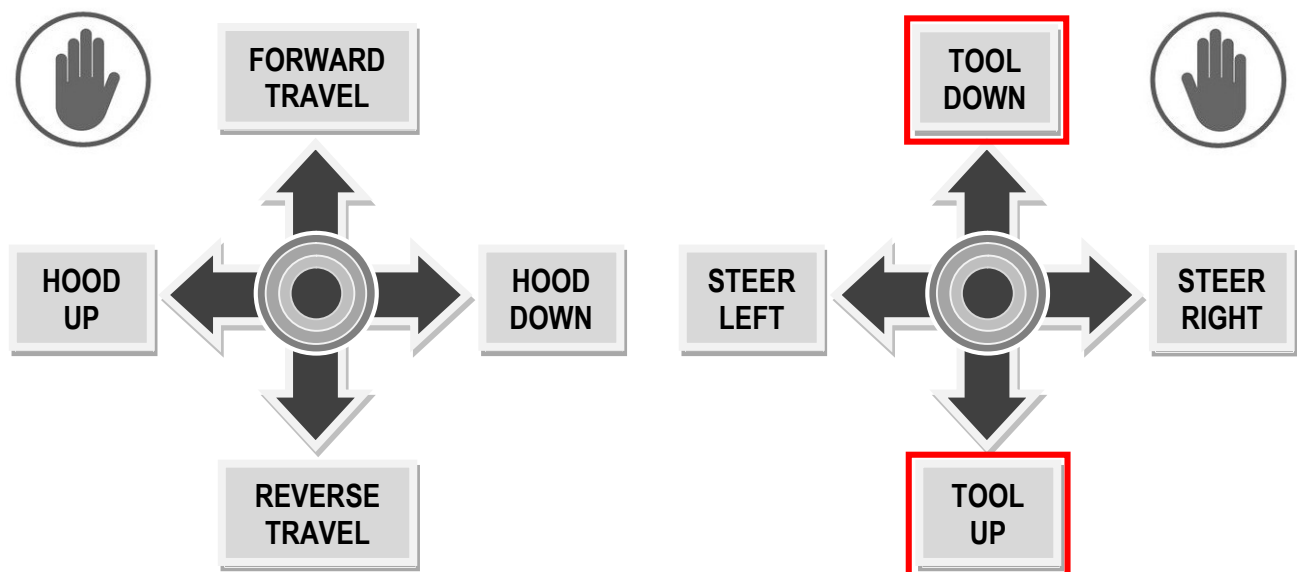 FORWARD
TRAVEL
HOOD
UP
HOOD
DOWN
REVERSE
TRAVEL
TOOL
DOWN
STEER
LEFT
STEER
RIGHT
TOOL
UP